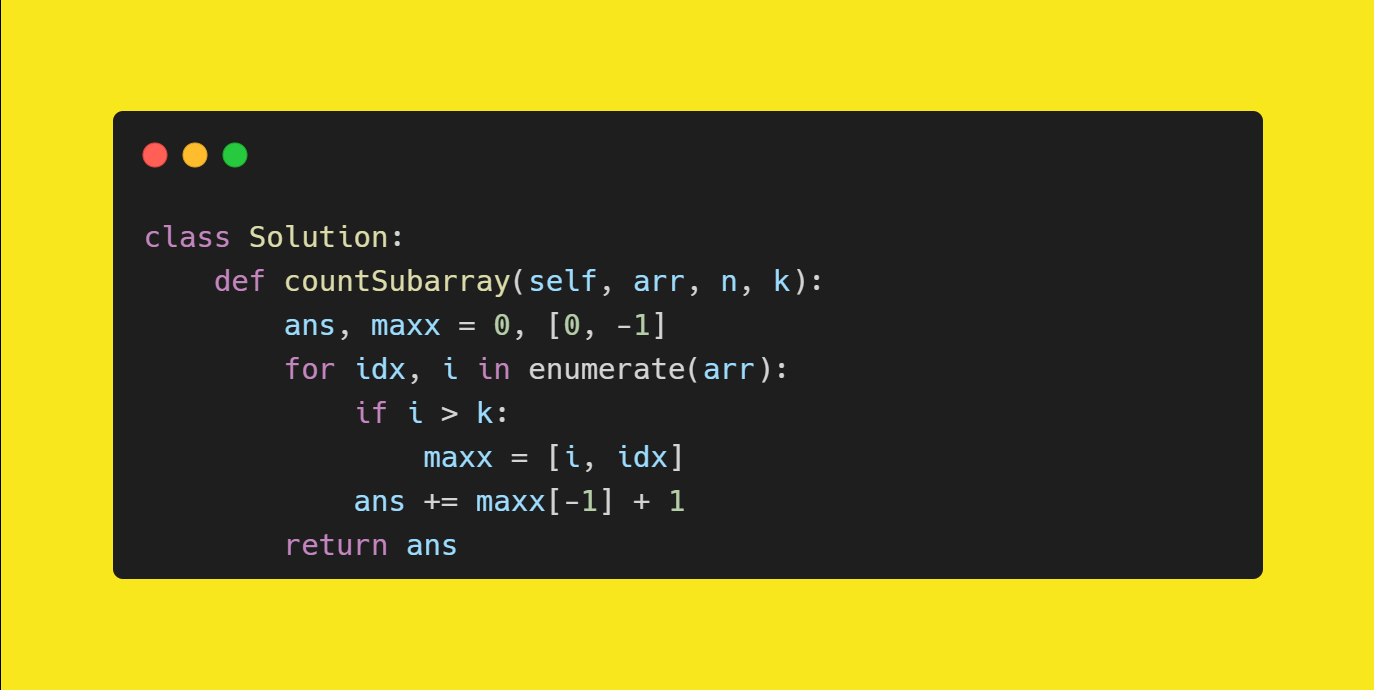 class Solution:
    def countSubarray(self, arr, n, k):
        ans, maxx = 0, [0, -1]
        for idx, i in enumerate(arr):
            if i > k:
                maxx = [i, idx]
            ans += maxx[-1] + 1
        return ans